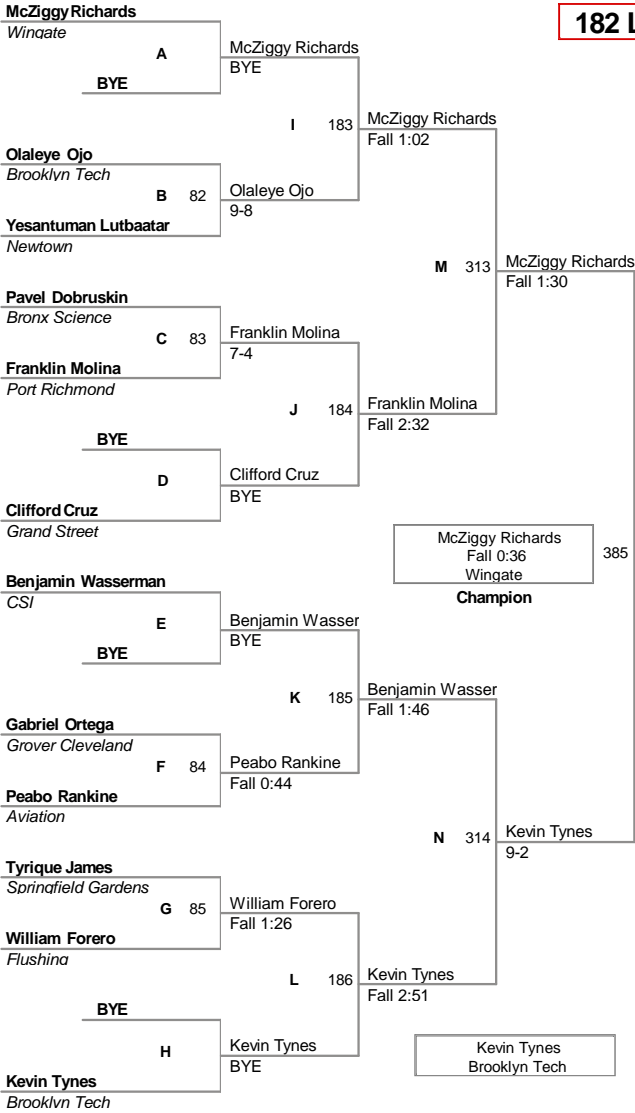 McZiggy Richards
182 L
Wingate
A
McZiggy Richards
BYE
BYE
I 183
McZiggy Richards
Fall 1:02
Olaleye Ojo
Brooklyn Tech
B 82
Olaleye Ojo
9-8
Yesantuman Lutbaatar
Newtown
M 313
McZiggy Richards
Fall 1:30
Pavel Dobruskin
Bronx Science
C 83
Franklin Molina
7-4
Franklin Molina
Port Richmond
J 184
Franklin Molina
Fall 2:32
BYE
D
Clifford Cruz
BYE
Clifford Cruz
Grand Street
McZiggy Richards
Fall 0:36
Wingate
385
Champion
Benjamin Wasserman
CSI
E
Benjamin Wasser
BYE
BYE
K 185
Benjamin Wasser
Fall 1:46
Gabriel Ortega
Grover Cleveland
F 84
Peabo Rankine
Fall 0:44
Peabo Rankine
Aviation
N 314
Kevin Tynes
9-2
Tyrique James
Springfield Gardens
G 85
William Forero
Fall 1:26
William Forero
Flushing
L 186
Kevin Tynes
Fall 2:51
BYE
H
Kevin Tynes
BYE
Kevin Tynes
Brooklyn Tech
Kevin Tynes
Brooklyn Tech